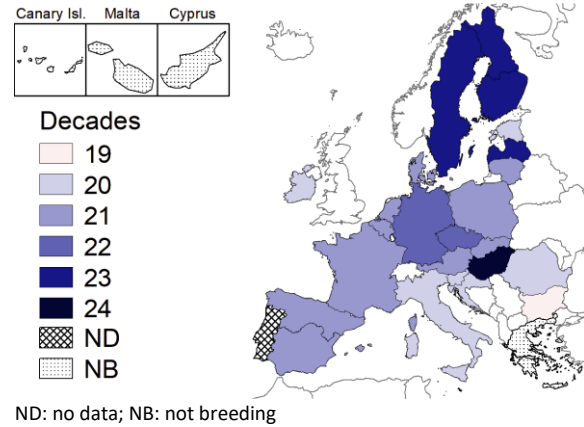 Canary Isl. Malta Cyprus
Decades
19
20
21
22
23
24
ND
NB
ND: no data; NB: not breeding